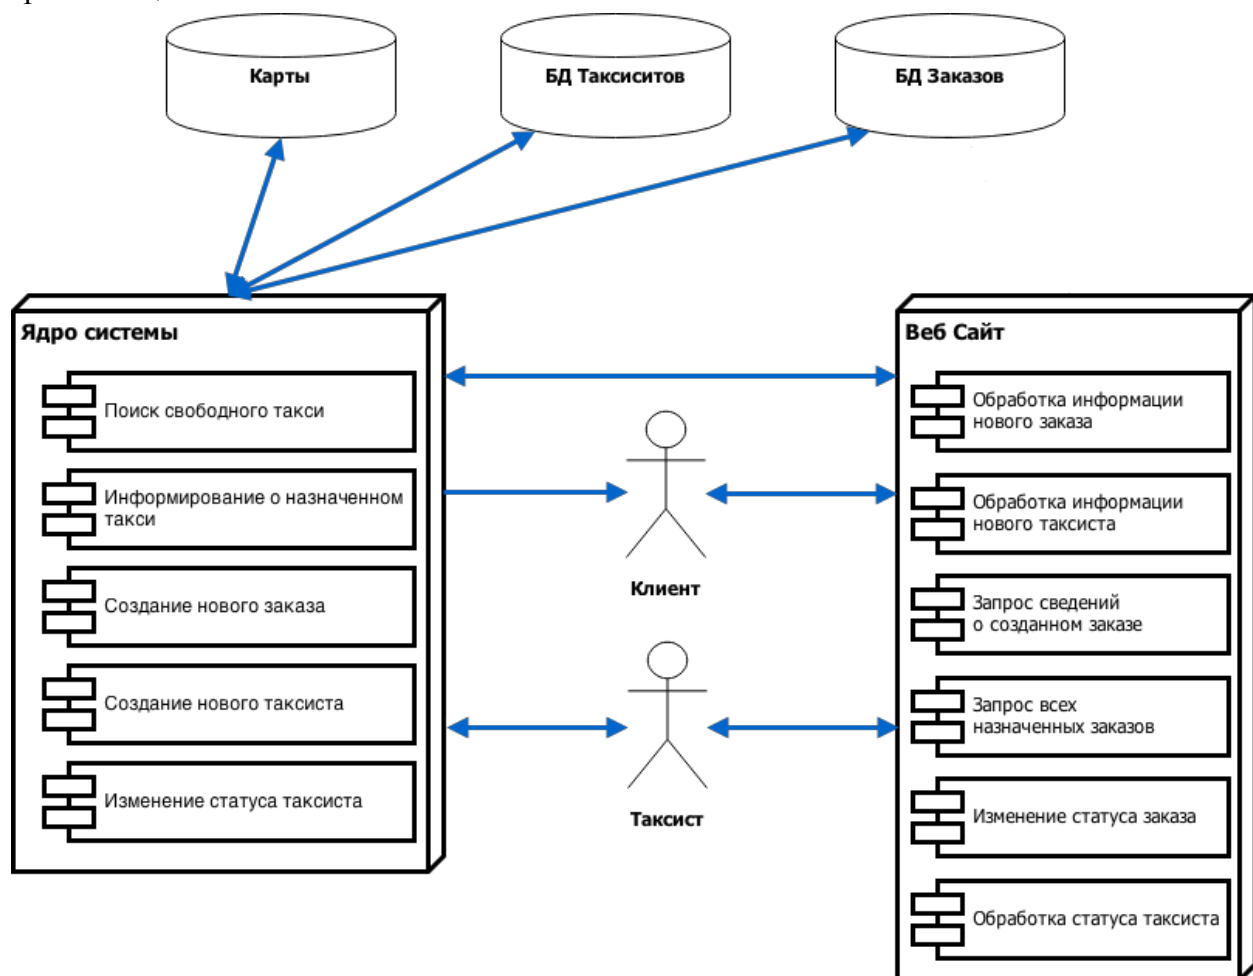 Карты
БД Таксиситов
БД Заказов
Ядро системы
Поиск свободного такси
Информирование о назначенном
такси
Создание нового заказа
Создание нового таксиста
Изменение статуса таксиста
Клиент
Таксист
Веб Сайт
Обработка информации
нового заказа
Обработка информации
нового таксиста
Запрос сведений
о созданном заказе
Запрос всех
назначенных заказов
Изменение статуса заказа
Обработка статуса таксиста